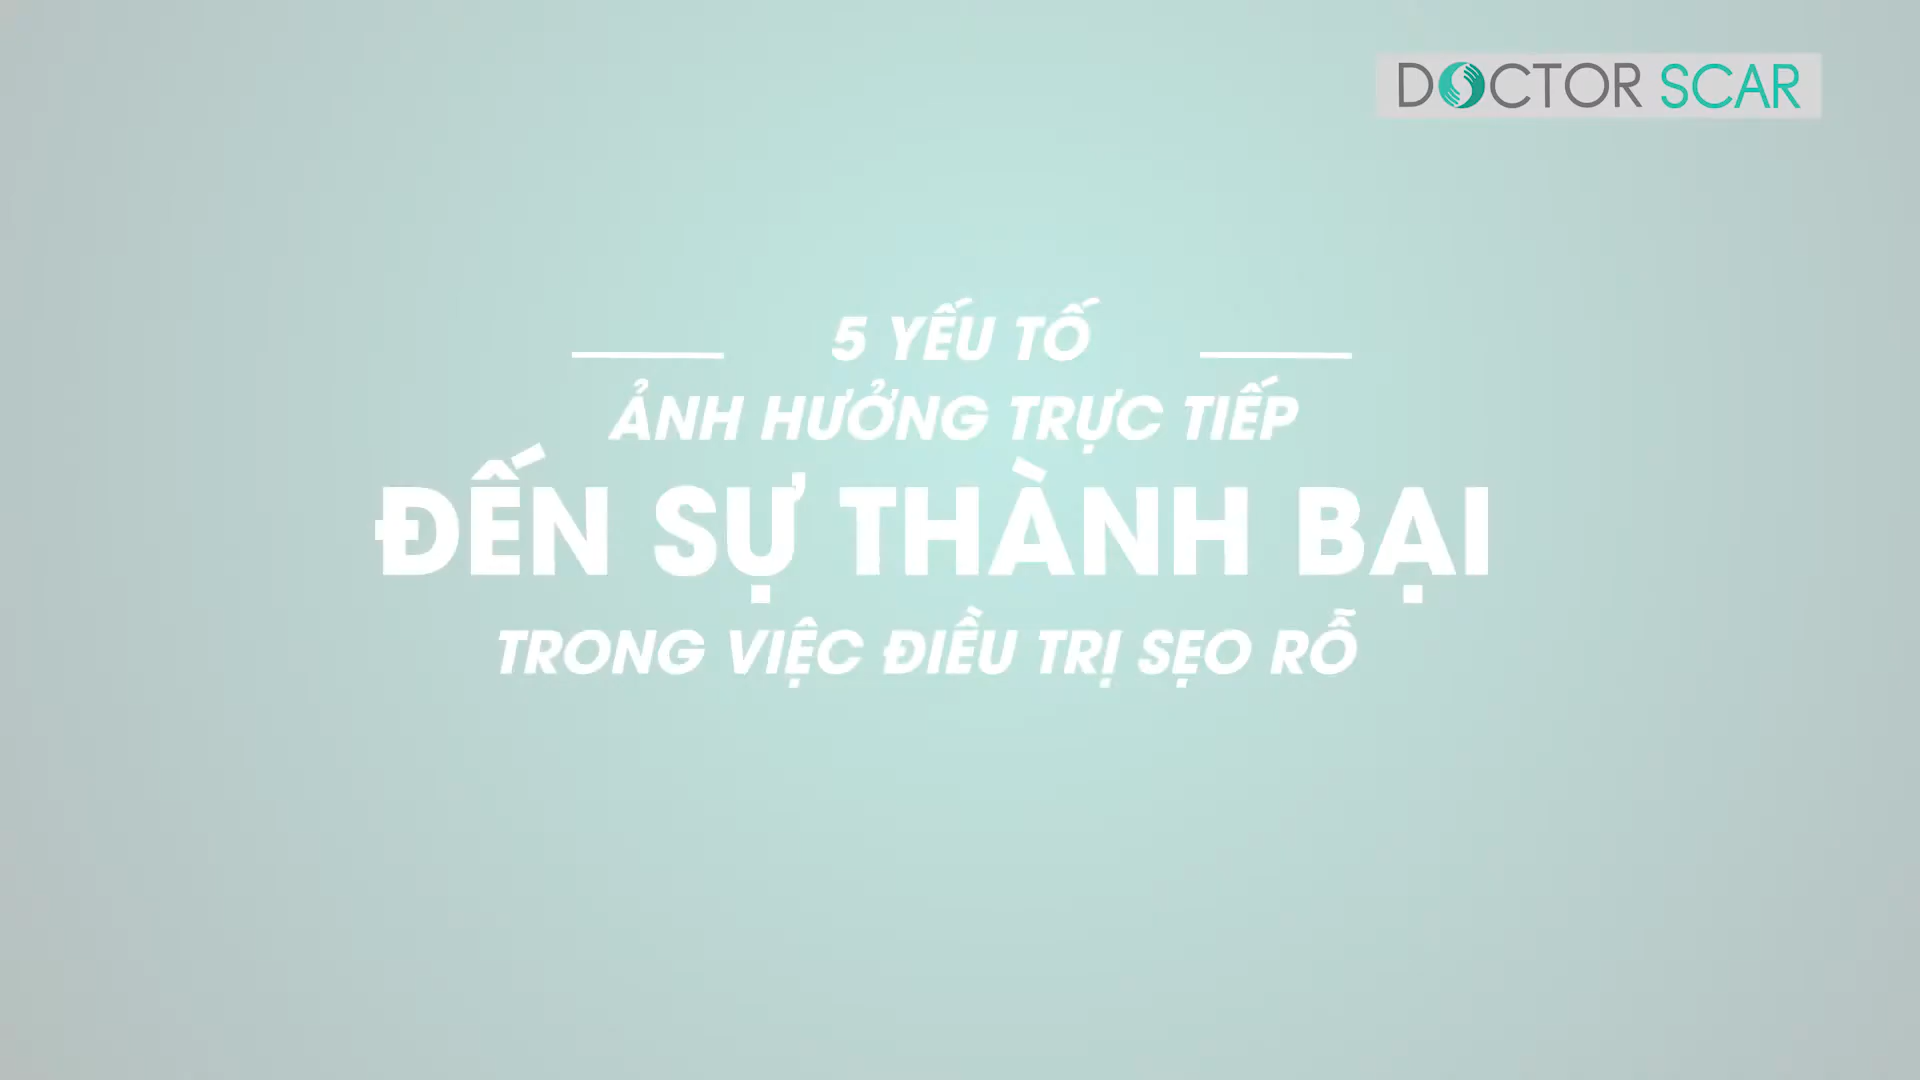 DOCTOR SCAR
5 YẾU TỐ
ẢNH HƯỞNG TRỰC TIẾP
ĐẾN SỰ THÀNH BẠI
TRONG VIỆC ĐIỀU TRỊ SẸO RỖ